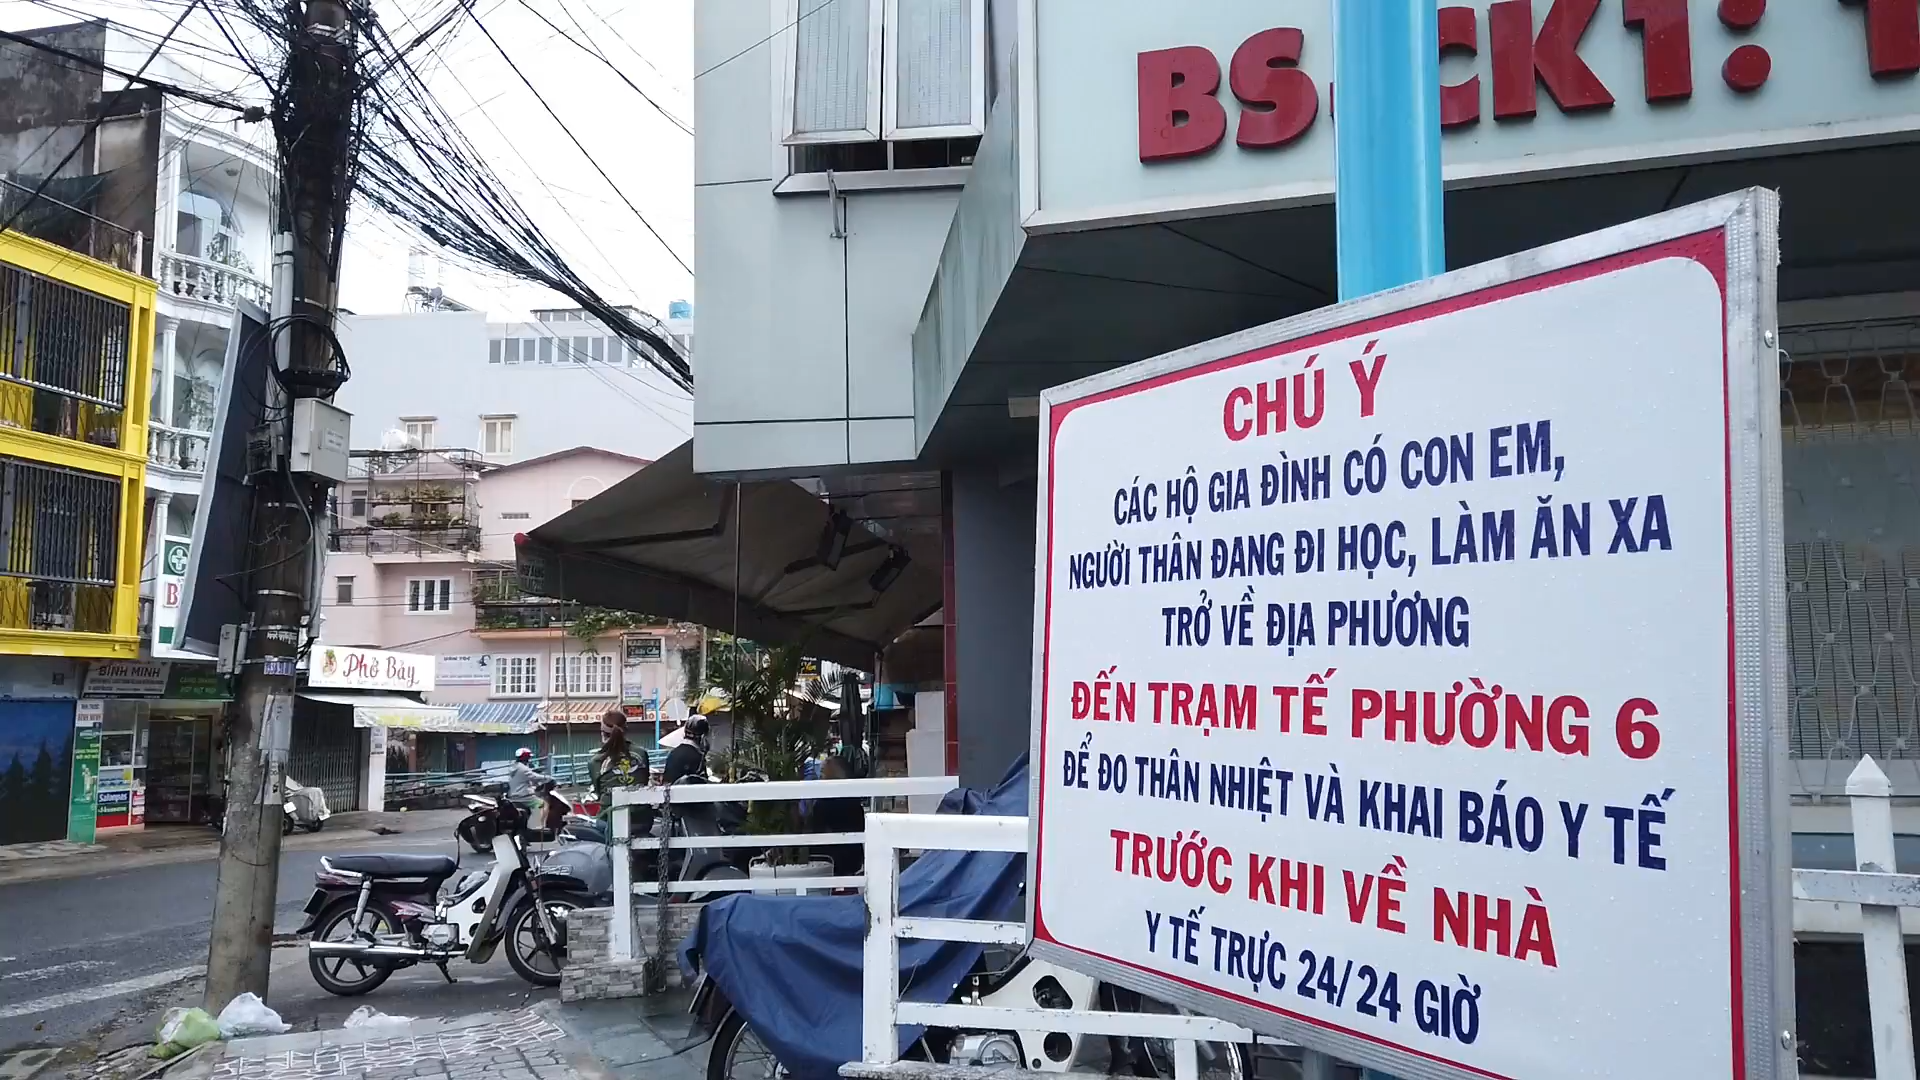 BS.CK1:
CHÚ Ý
CÁC HỘ GIA ĐÌNH CÓ CON EM,
NGƯỜI THÂN ĐANG ĐI HỌC, LÀM ĂN XA
TRỞ VỀ ĐỊA PHƯƠNG
ĐẾN TRẠM TẾ PHƯỜNG 6
ĐỂ ĐO THÂN NHIỆT VÀ KHAI BÁO Y TẾ
TRƯỚC KHI VỀ NHÀ
Y TẾ TRỰC 24/24 GIỜ
Phở Bảy
BÌNH MINH
Salonpas